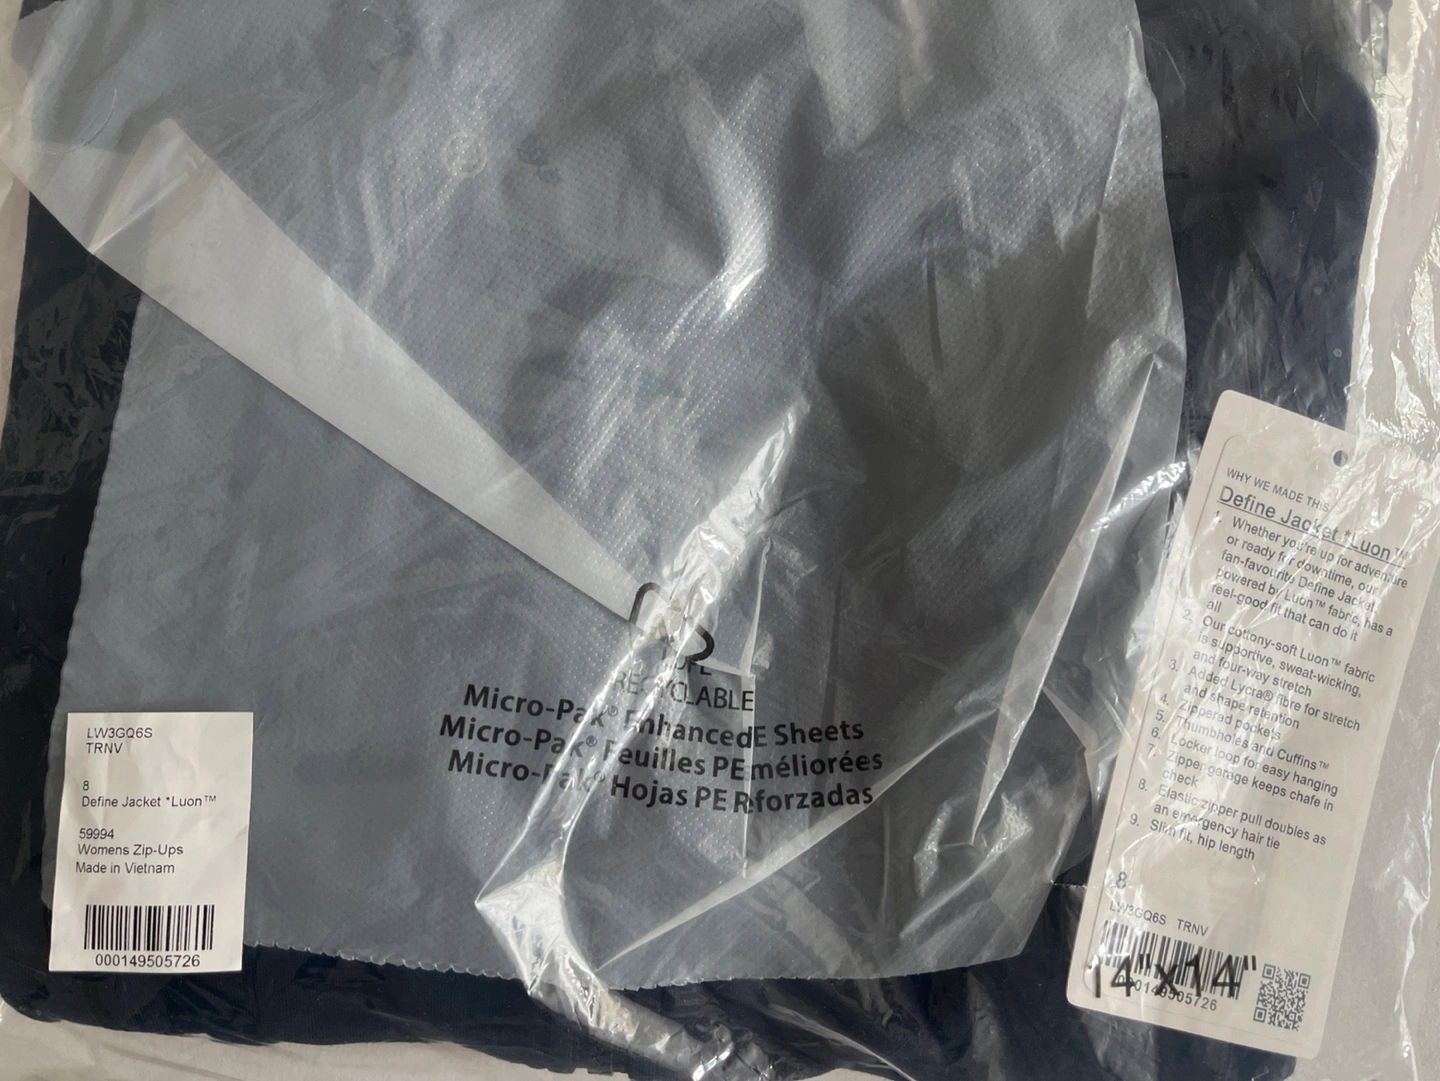 LDPE
RECYCLABLE
Micro-Pak® EnhancedE Sheets
Micro-Pak® Feuilles PE méliorées
Micro-Pak® Hojas PE Reforzadas
LW3GQ6S
TRNV
8
Define Jacket *Luon™
59994
Womens Zip-Ups
Made in Vietnam
000149505726
WHY WE MADE THIS
Define Jacket *Luon™
1. Whether you're up for adventure
or ready for downtime, our
fan-favourite Define Jacket,
powered by Luon™ fabric, has a
feel-good fit that can do it
all
2. Our cottony-soft Luon™ fabric
is supportive, sweat-wicking,
and four-way stretch
3. Added Lycra® fibre for stretch
and shape retention
4. Zippered pockets
5. Thumbholes and Cuffins™
6. Locker loop for easy hanging
7. Zipper garage keeps chafe in
check
8. Elastic zipper pull doubles as
an emergency hair tie
9. Slim fit, hip length
8
LW3GQ6S TRNV
14"x14"
000149505726